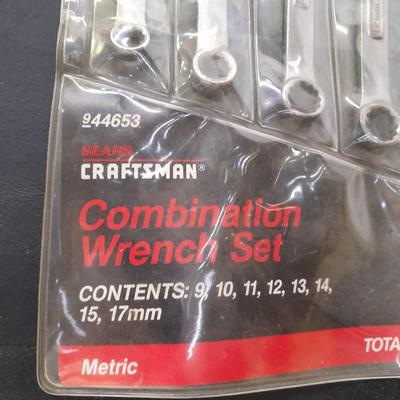 944653
SEARS
CRAFTSMAN®
Combination
Wrench Set
CONTENTS: 9, 10, 11, 12, 13, 14,
15, 17mm
TOTA
Metric